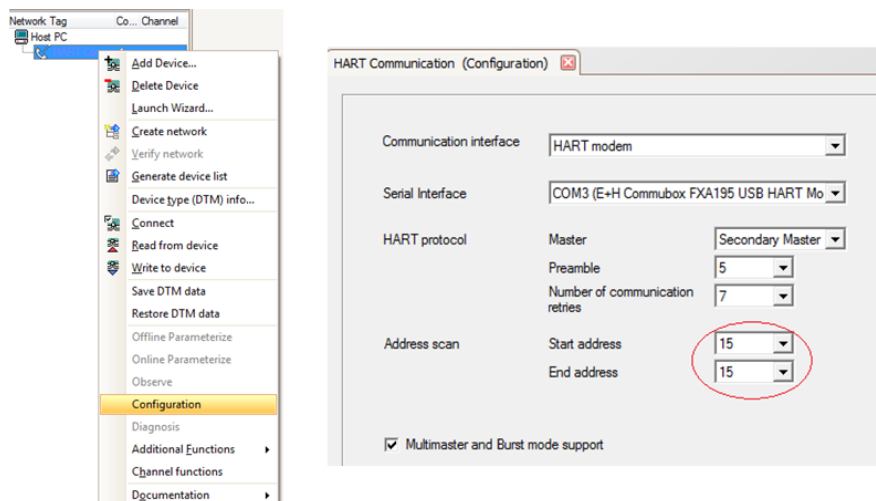 Network Tag Co... Channel
Host PC
Add Device...
Delete Device
Launch Wizard...
Create network
Verify network
Generate device list
Device type (DTM) info...
Connect
Read from device
Write to device
Save DTM data
Restore DTM data
Offline Parameterize
Online Parameterize
Observe
Configuration
Diagnosis
Additional Functions
Channel functions
Documentation
HART Communication (Configuration)
Communication interface HART modem
Serial Interface COM3 (E+H Commubox FXA195 USB HART Mo
HART protocol Master Secondary Master
Preamble 5
Number of communication
retries 7
Address scan Start address 15
End address 15
Multimaster and Burst mode support